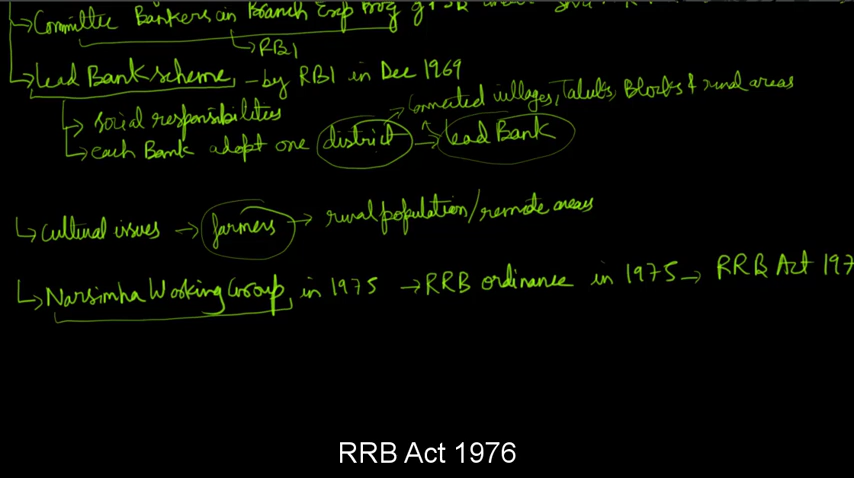 ↳ Committee Bankers in Branch Exp Prog
↳ RBI
↳ Lead Bank scheme, - by RBI in Dec 1969
connected villages, Taluks, Blocks & rural areas
↳ social responsibilities
↳ each Bank adopt one district → lead Bank
↳ cultural issues → farmers → rural population/remote areas
↳ Narsimha Working Group, in 1975 → RRB ordinance in 1975 → RRB Act 197
RRB Act 1976